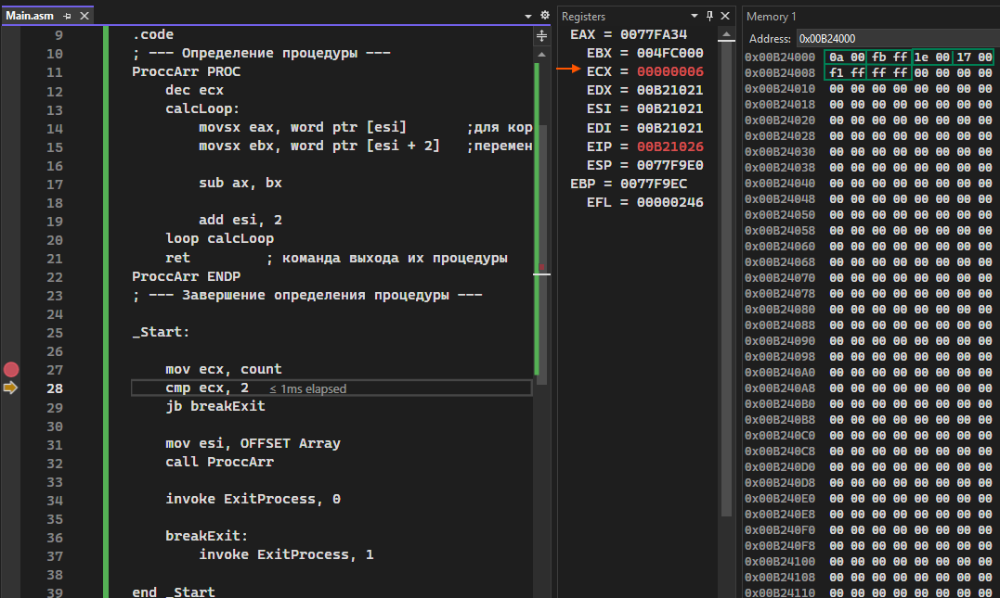 Main.asm
9 .code
10 ; --- Определение процедуры ---
11 ProccArr PROC
12 dec ecx
13 calcLoop:
14 movsx eax, word ptr [esi] ;для кор
15 movsx ebx, word ptr [esi + 2] ;перемен
16
17 sub ax, bx
18
19 add esi, 2
20 loop calcLoop
21 ret ; команда выхода их процедуры
22 ProccArr ENDP
23 ; --- Завершение определения процедуры ---
24
25 _Start:
26
27 mov ecx, count
28 cmp ecx, 2 ≤ 1ms elapsed
29 jb breakExit
30
31 mov esi, OFFSET Array
32 call ProccArr
33
34 invoke ExitProcess, 0
35
36 breakExit:
37 invoke ExitProcess, 1
38
39 end _Start
Registers
EAX = 0077FA34
EBX = 004FC000
ECX = 00000006
EDX = 00B21021
ESI = 00B21021
EDI = 00B21021
EIP = 00B21026
ESP = 0077F9E0
EBP = 0077F9EC
EFL = 00000246
Memory 1
Address: 0x00B24000
0x00B24000 0a 00 fb ff 1e 00 17 00
0x00B24008 f1 ff ff ff 00 00 00 00
0x00B24010 00 00 00 00 00 00 00 00
0x00B24018 00 00 00 00 00 00 00 00
0x00B24020 00 00 00 00 00 00 00 00
0x00B24028 00 00 00 00 00 00 00 00
0x00B24030 00 00 00 00 00 00 00 00
0x00B24038 00 00 00 00 00 00 00 00
0x00B24040 00 00 00 00 00 00 00 00
0x00B24048 00 00 00 00 00 00 00 00
0x00B24050 00 00 00 00 00 00 00 00
0x00B24058 00 00 00 00 00 00 00 00
0x00B24060 00 00 00 00 00 00 00 00
0x00B24068 00 00 00 00 00 00 00 00
0x00B24070 00 00 00 00 00 00 00 00
0x00B24078 00 00 00 00 00 00 00 00
0x00B24080 00 00 00 00 00 00 00 00
0x00B24088 00 00 00 00 00 00 00 00
0x00B24090 00 00 00 00 00 00 00 00
0x00B24098 00 00 00 00 00 00 00 00
0x00B240A0 00 00 00 00 00 00 00 00
0x00B240A8 00 00 00 00 00 00 00 00
0x00B240B0 00 00 00 00 00 00 00 00
0x00B240B8 00 00 00 00 00 00 00 00
0x00B240C0 00 00 00 00 00 00 00 00
0x00B240C8 00 00 00 00 00 00 00 00
0x00B240D0 00 00 00 00 00 00 00 00
0x00B240D8 00 00 00 00 00 00 00 00
0x00B240E0 00 00 00 00 00 00 00 00
0x00B240E8 00 00 00 00 00 00 00 00
0x00B240F0 00 00 00 00 00 00 00 00
0x00B240F8 00 00 00 00 00 00 00 00
0x00B24100 00 00 00 00 00 00 00 00
0x00B24108 00 00 00 00 00 00 00 00
0x00B24110 00 00 00 00 00 00 00 00